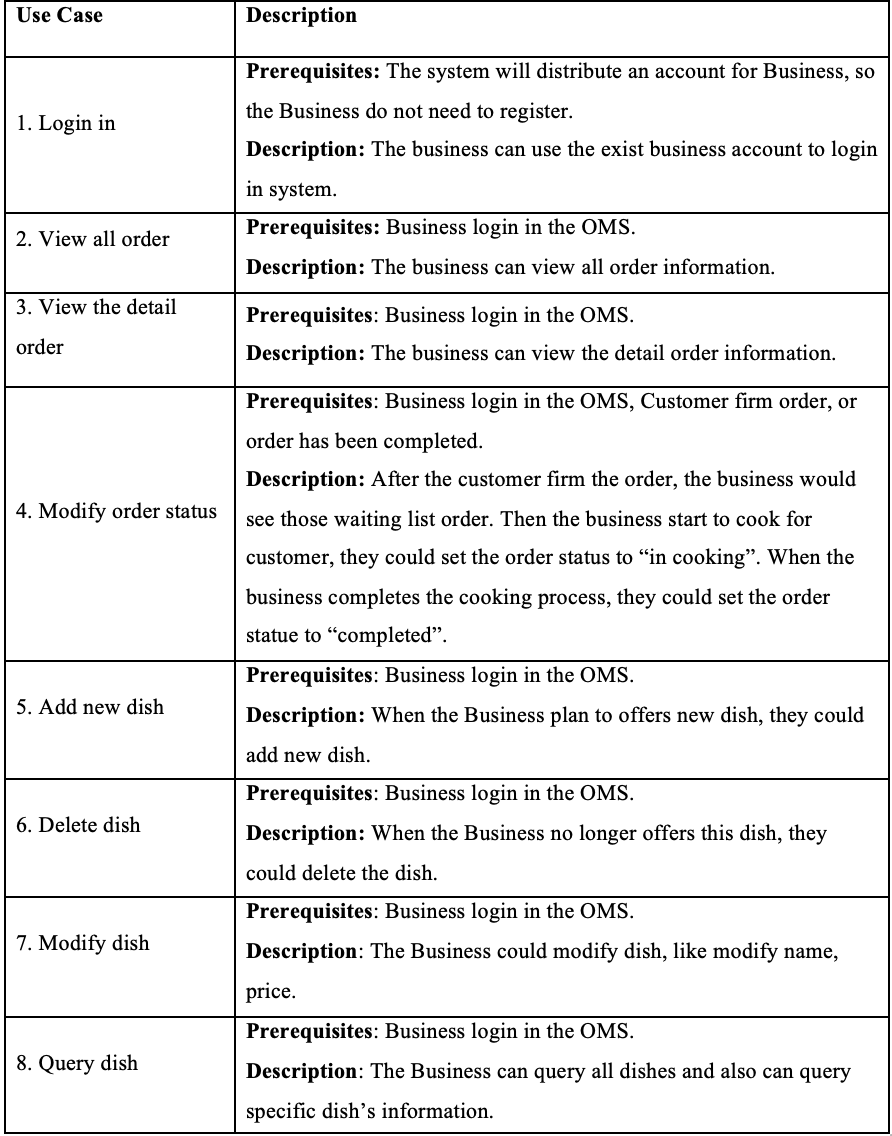 Use Case
Description
1. Login in
Prerequisites: The system will distribute an account for Business, so
the Business do not need to register.
Description: The business can use the exist business account to login
in system.
2. View all order
Prerequisites: Business login in the OMS.
Description: The business can view all order information.
3. View the detail
order
Prerequisites: Business login in the OMS.
Description: The business can view the detail order information.
4. Modify order status
Prerequisites: Business login in the OMS, Customer firm order, or
order has been completed.
Description: After the customer firm the order, the business would
see those waiting list order. Then the business start to cook for
customer, they could set the order status to “in cooking”. When the
business completes the cooking process, they could set the order
statue to “completed”.
5. Add new dish
Prerequisites: Business login in the OMS.
Description: When the Business plan to offers new dish, they could
add new dish.
6. Delete dish
Prerequisites: Business login in the OMS.
Description: When the Business no longer offers this dish, they
could delete the dish.
7. Modify dish
Prerequisites: Business login in the OMS.
Description: The Business could modify dish, like modify name,
price.
8. Query dish
Prerequisites: Business login in the OMS.
Description: The Business can query all dishes and also can query
specific dish’s information.